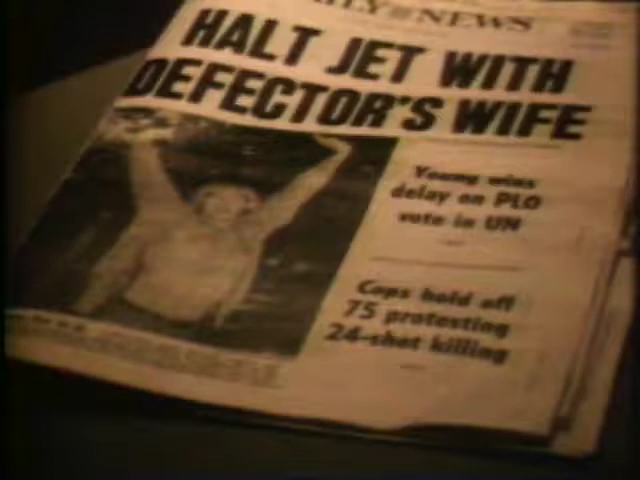 DAILY NEWS
HALT JET WITH
DEFECTOR'S WIFE
Young wins
delay on PLO
vote in UN
Cops hold off
75 protesting
24-shot killing